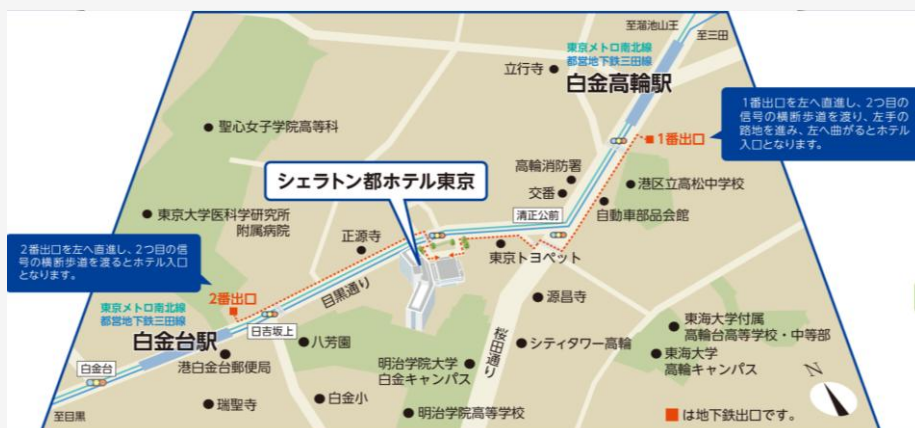 至溜池山王
至三田
東京メトロ南北線
都営地下鉄三田線
白金高輪駅
立行寺
1番出口を左へ直進し、2つ目の
信号の横断歩道を渡り、左手の
路地を進み、左へ曲がるとホテル
入口となります。
1番出口
聖心女子学院高等科
高輪消防署
交番
港区立高松中学校
自動車部品会館
シェラトン都ホテル東京
清正公前
東京大学医科学研究所
附属病院
正源寺
東京トヨペット
2番出口を左へ直進し、2つ目の信
号の横断歩道を渡るとホテル入口
となります。
2番出口
目黒通り
源昌寺
東京メトロ南北線
都営地下鉄三田線
白金台駅
日吉坂上
八芳園
桜田通り
シティタワー高輪
東海大学付属
高輪台高等学校・中等部
東海大学
高輪キャンパス
白金台
港白金台郵便局
明治学院大学
白金キャンパス
N
至目黒
瑞聖寺
白金小
明治学院高等学校
■は地下鉄出口です。